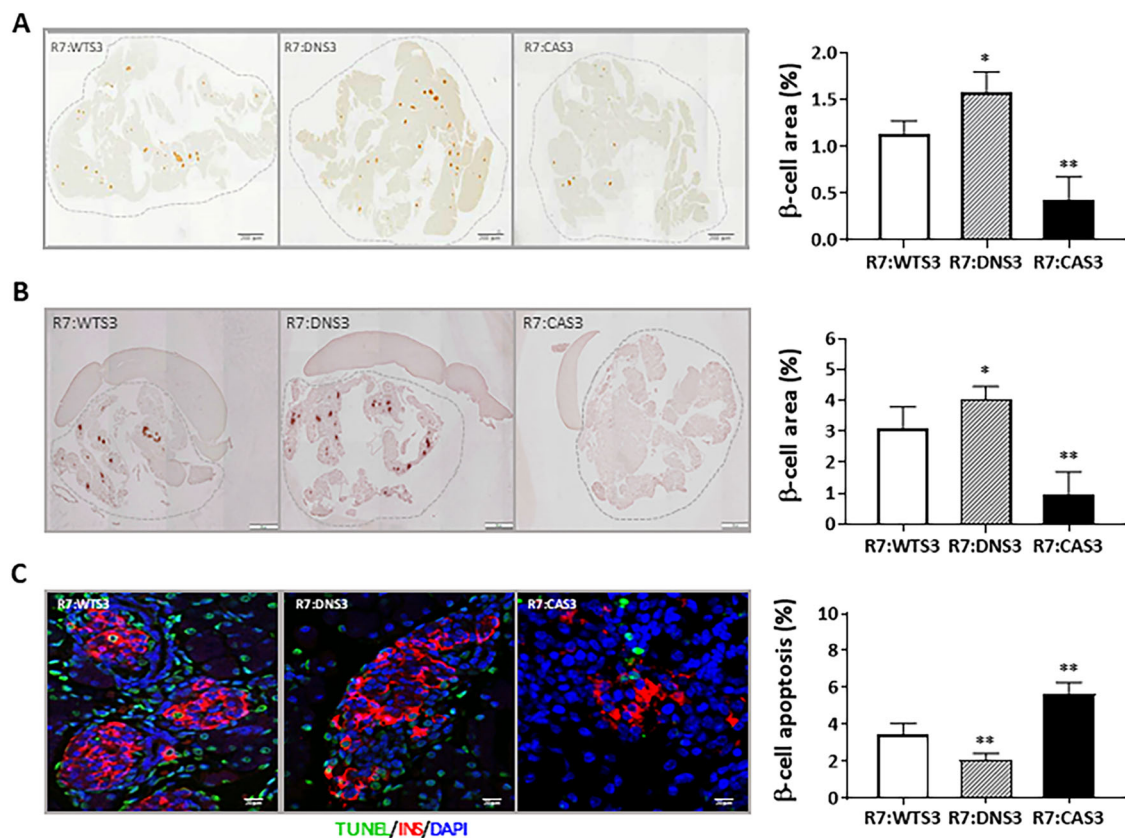 A
R7:WTS3
R7:DNS3
R7:CAS3
β-cell area (%)
2.0
1.5
1.0
0.5
0.0
*
**
R7:WTS3 R7:DNS3 R7:CAS3
B
R7:WTS3
R7:DNS3
R7:CAS3
β-cell area (%)
6
5
4
3
2
1
0
*
**
R7:WTS3 R7:DNS3 R7:CAS3
C
R7:WTS3
R7:DNS3
R7:CAS3
TUNEL/INS/DAPI
β-cell apoptosis (%)
10
8
6
4
2
0
**
**
R7:WTS3 R7:DNS3 R7:CAS3